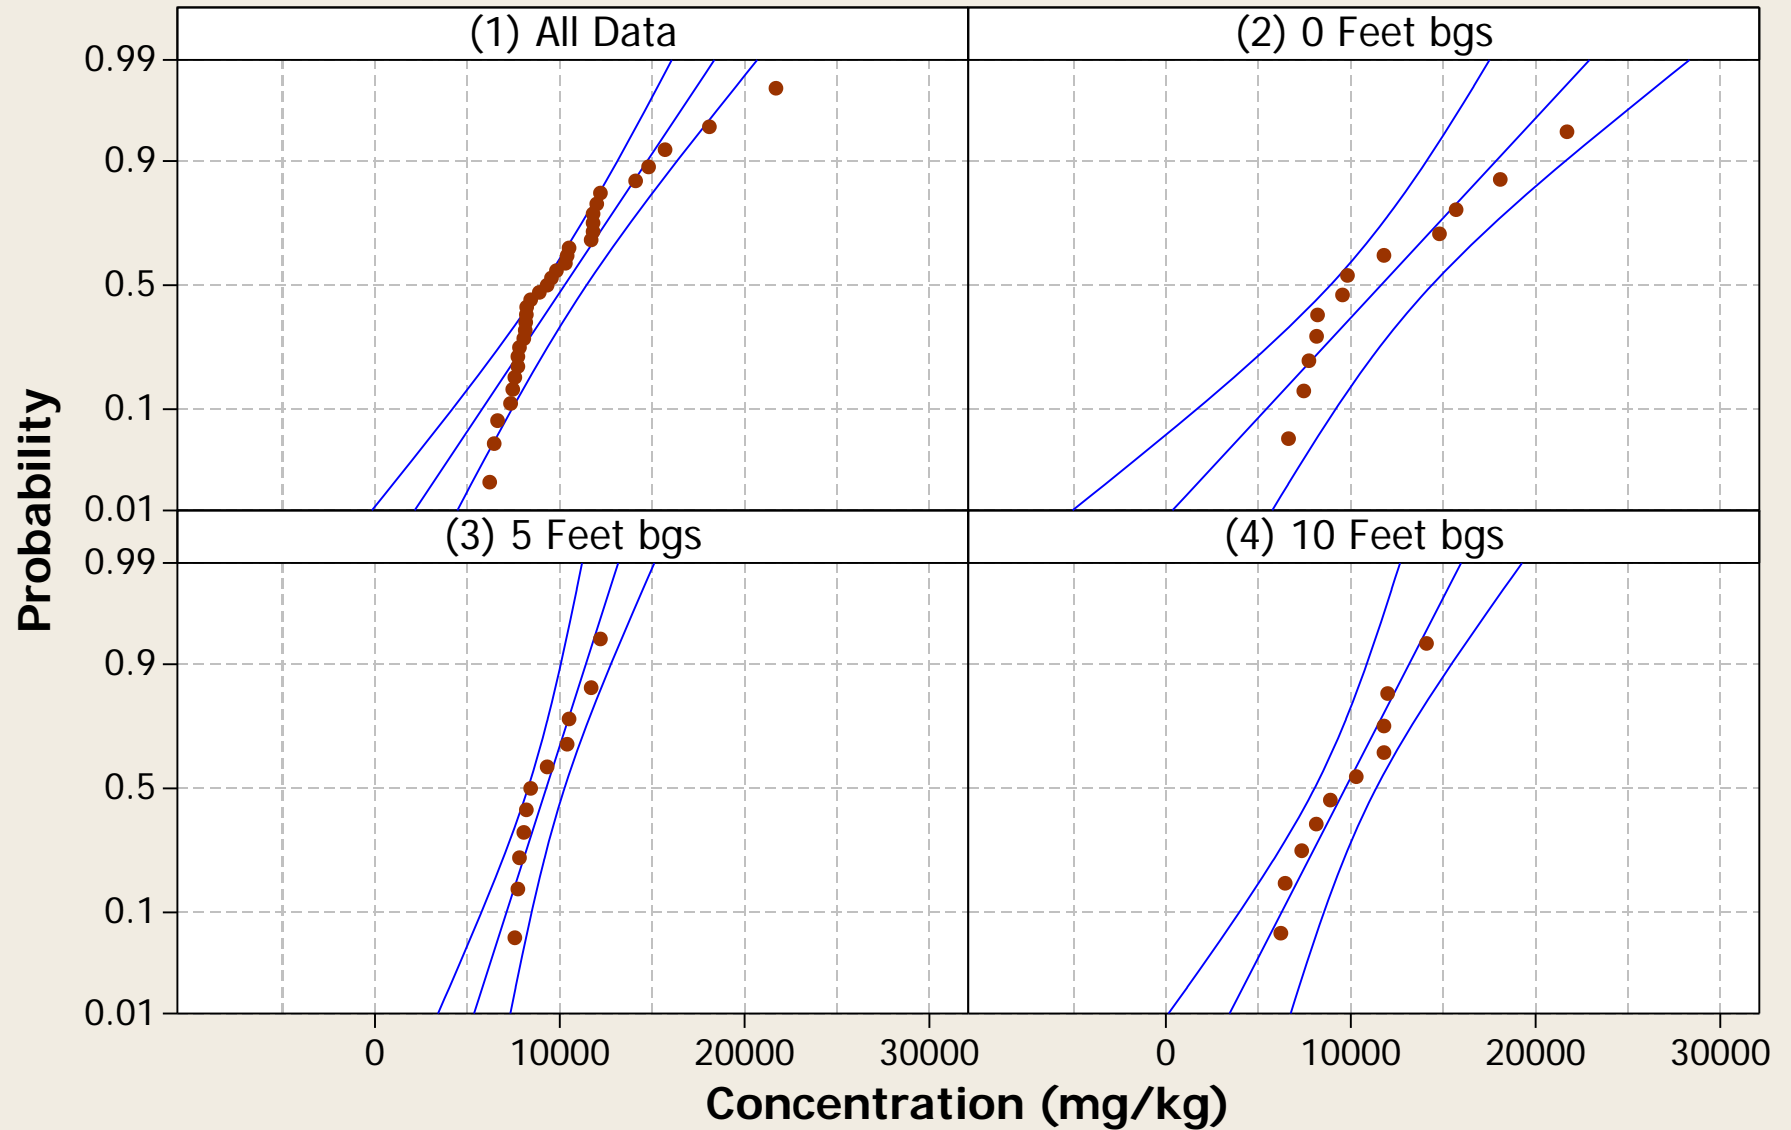 (1) All Data
(2) 0 Feet bgs
0.99
0.9
0.5
0.1
0.01
(3) 5 Feet bgs
(4) 10 Feet bgs
0.99
0.9
0.5
0.1
0.01
Probability
0 10000 20000 30000
0 10000 20000 30000
Concentration (mg/kg)